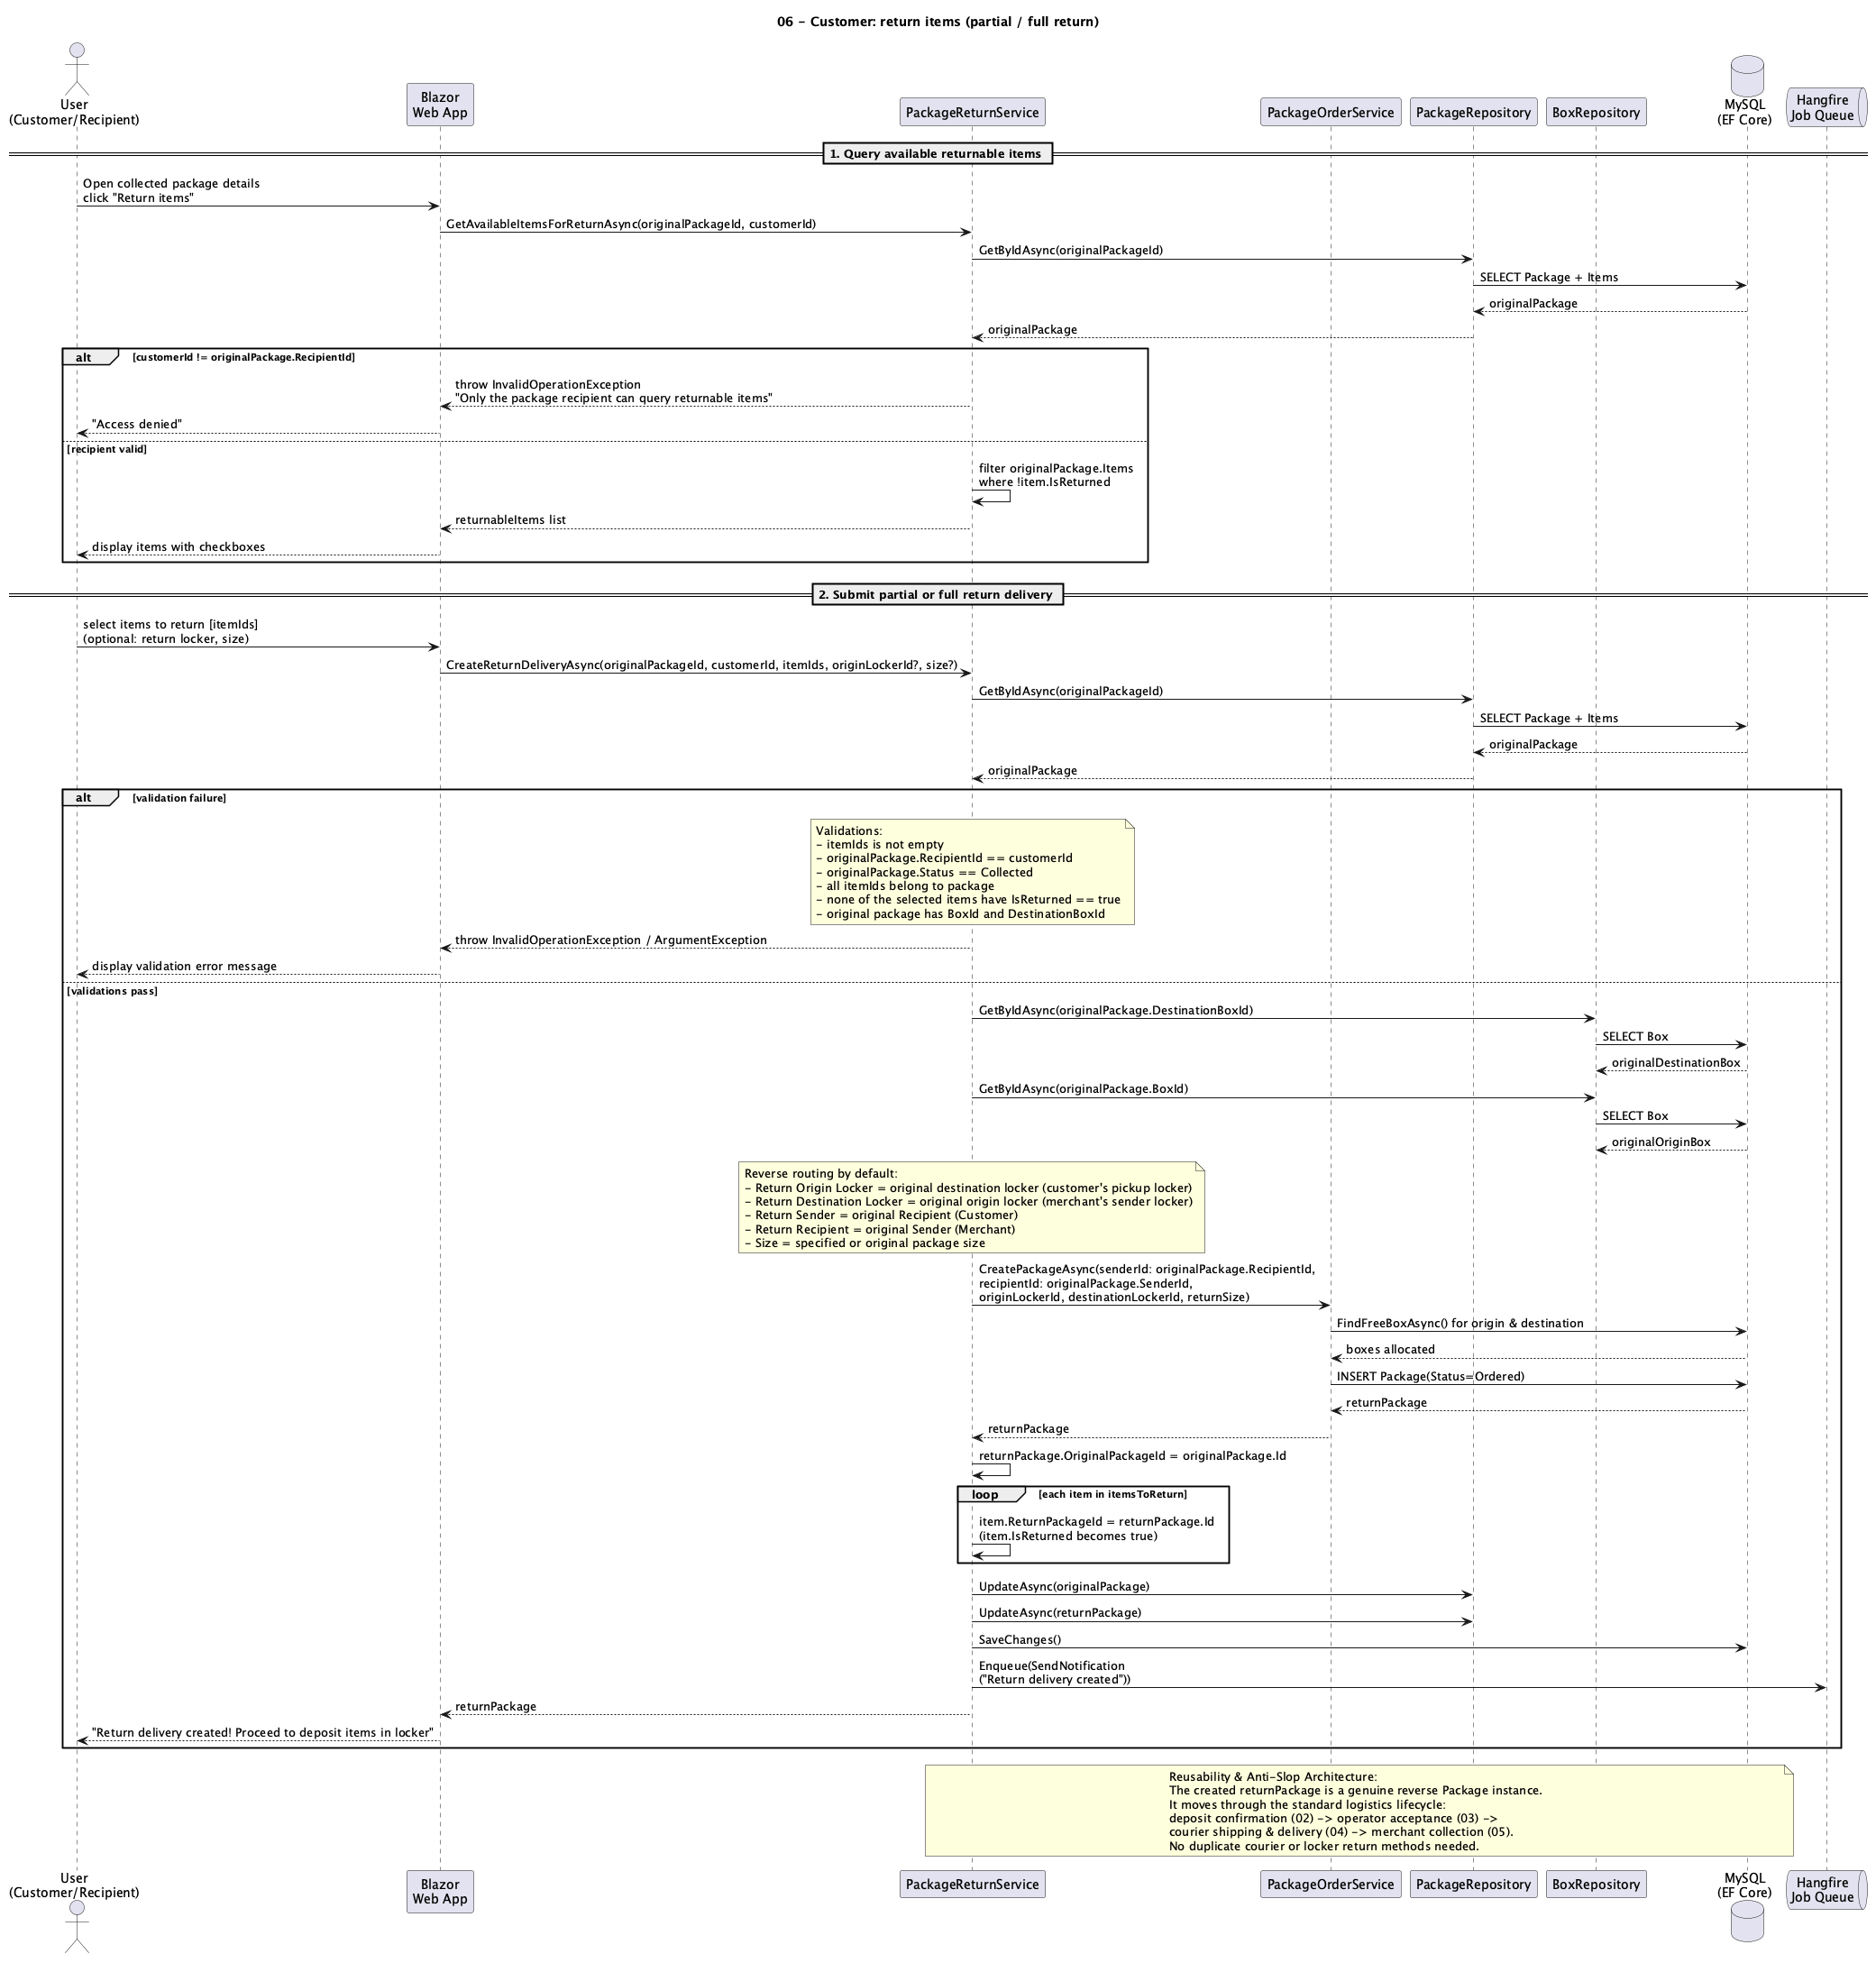 06 - Customer: return items (partial / full return)
User
(Customer/Recipient)
Blazor
Web App
PackageReturnService
PackageOrderService
PackageRepository
BoxRepository
MySQL
(EF Core)
Hangfire
Job Queue
1. Query available returnable items
Open collected package details
click "Return items"
GetAvailableItemsForReturnAsync(originalPackageId, customerId)
GetByIdAsync(originalPackageId)
SELECT Package + Items
originalPackage
originalPackage
alt [customerId != originalPackage.RecipientId]
throw InvalidOperationException
"Only the package recipient can query returnable items"
"Access denied"
[recipient valid]
filter originalPackage.Items
where !item.IsReturned
returnableItems list
display items with checkboxes
2. Submit partial or full return delivery
select items to return [itemIds]
(optional: return locker, size)
CreateReturnDeliveryAsync(originalPackageId, customerId, itemIds, originLockerId?, size?)
GetByIdAsync(originalPackageId)
SELECT Package + Items
originalPackage
originalPackage
alt [validation failure]
Validations:
- itemIds is not empty
- originalPackage.RecipientId == customerId
- originalPackage.Status == Collected
- all itemIds belong to package
- none of the selected items have IsReturned == true
- original package has BoxId and DestinationBoxId
throw InvalidOperationException / ArgumentException
display validation error message
[validations pass]
GetByIdAsync(originalPackage.DestinationBoxId)
SELECT Box
originalDestinationBox
GetByIdAsync(originalPackage.BoxId)
SELECT Box
originalOriginBox
Reverse routing by default:
- Return Origin Locker = original destination locker (customer's pickup locker)
- Return Destination Locker = original origin locker (merchant's sender locker)
- Return Sender = original Recipient (Customer)
- Return Recipient = original Sender (Merchant)
- Size = specified or original package size
CreatePackageAsync(senderId: originalPackage.RecipientId,
recipientId: originalPackage.SenderId,
originLockerId, destinationLockerId, returnSize)
FindFreeBoxAsync() for origin & destination
boxes allocated
INSERT Package(Status=Ordered)
returnPackage
returnPackage
returnPackage.OriginalPackageId = originalPackage.Id
loop [each item in itemsToReturn]
item.ReturnPackageId = returnPackage.Id
(item.IsReturned becomes true)
UpdateAsync(originalPackage)
UpdateAsync(returnPackage)
SaveChanges()
Enqueue(SendNotification
("Return delivery created"))
returnPackage
"Return delivery created! Proceed to deposit items in locker"
Reusability & Anti-Slop Architecture:
The created returnPackage is a genuine reverse Package instance.
It moves through the standard logistics lifecycle:
deposit confirmation (02) -> operator acceptance (03) ->
courier shipping & delivery (04) -> merchant collection (05).
No duplicate courier or locker return methods needed.
User
(Customer/Recipient)
Blazor
Web App
PackageReturnService
PackageOrderService
PackageRepository
BoxRepository
MySQL
(EF Core)
Hangfire
Job Queue